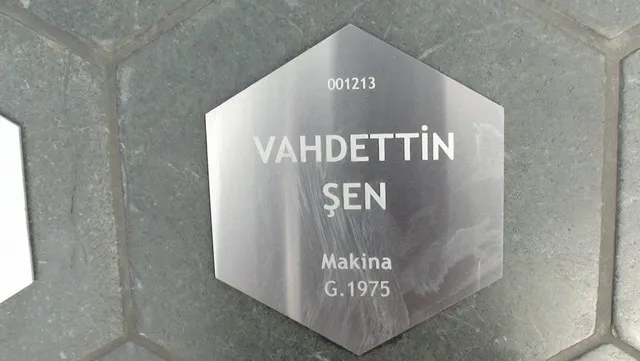 001213
VAHDETTİN
ŞEN
Makina
G.1975